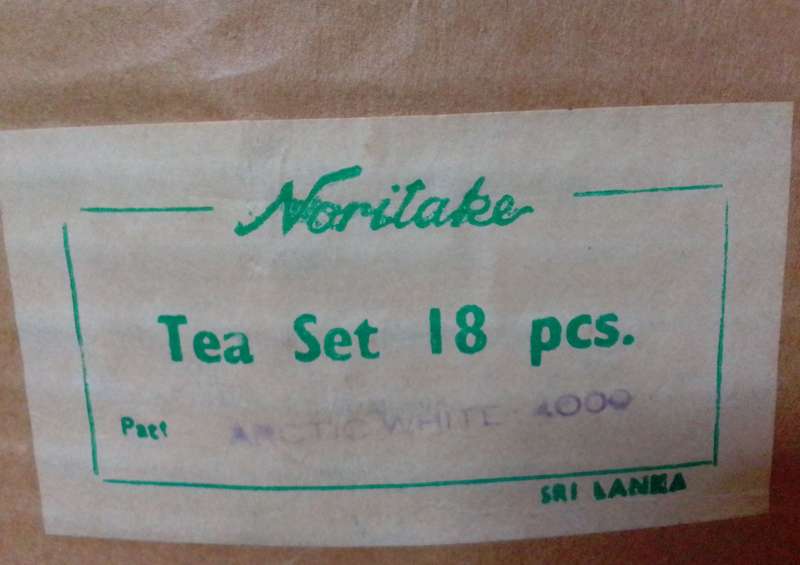 Noritake
Tea Set 18 pcs.
Patt ARCTIC WHITE 4000
SRI LANKA